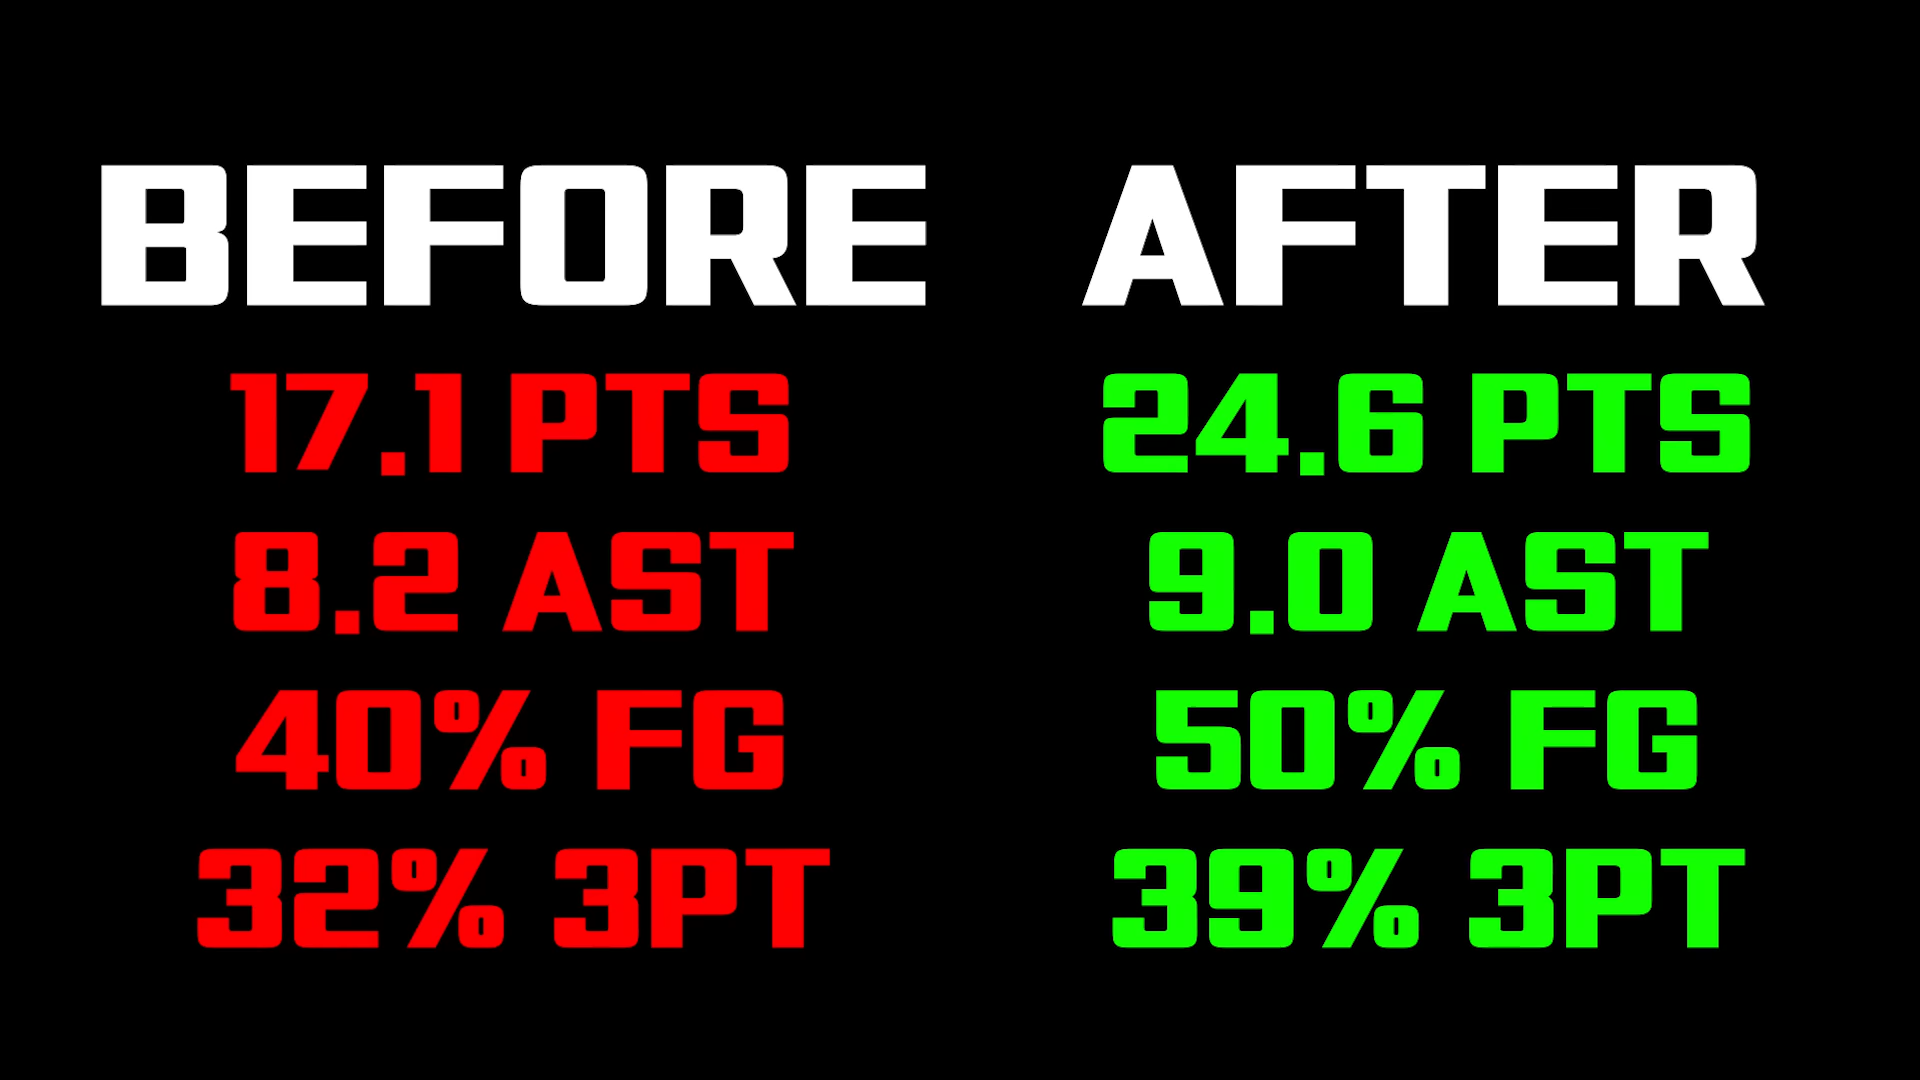 BEFORE AFTER
17.1 PTS 24.6 PTS
8.2 AST 9.0 AST
40% FG 50% FG
32% 3PT 39% 3PT